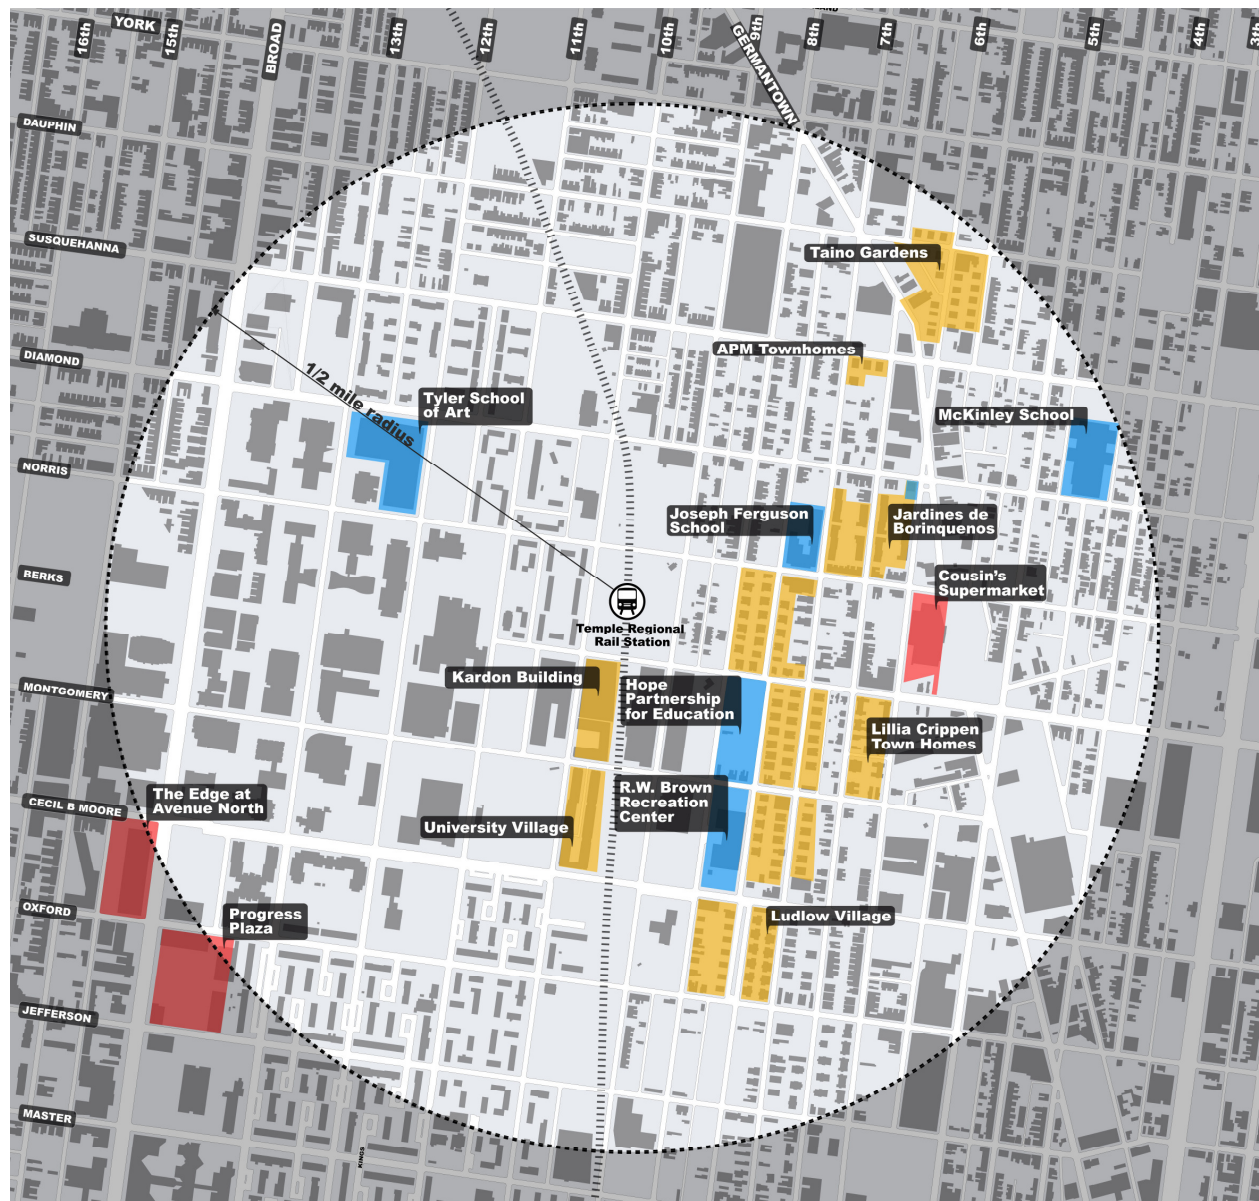 YORK
16th
15th
BROAD
13th
12th
11th
10th
9th
GERMANTOWN
8th
7th
6th
5th
4th
3th
DAUPHIN
SUSQUEHANNA
DIAMOND
NORRIS
BERKS
MONTGOMERY
CECIL B MOORE
OXFORD
JEFFERSON
MASTER
KINGS
1/2 mile radius
Taino Gardens
APM Townhomes
Tyler School
of Art
McKinley School
Joseph Ferguson
School
Jardines de
Borinquenos
Cousin's
Supermarket
Temple Regional
Rail Station
Kardon Building
Hope
Partnership
for Education
Lillia Crippen
Town Homes
The Edge at
Avenue North
R.W. Brown
Recreation
Center
University Village
Progress
Plaza
Ludlow Village